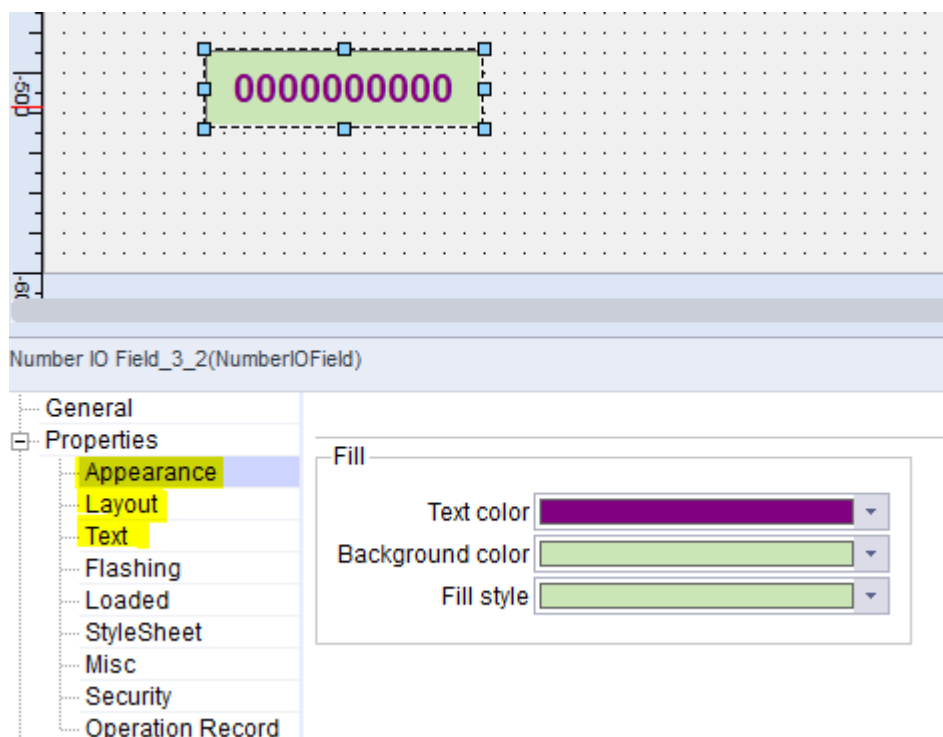 0000000000
-500
-60
Number IO Field_3_2(NumberIOField)
General
Properties
Appearance
Layout
Text
Flashing
Loaded
StyleSheet
Misc
Security
Operation Record
Fill
Text color
Background color
Fill style